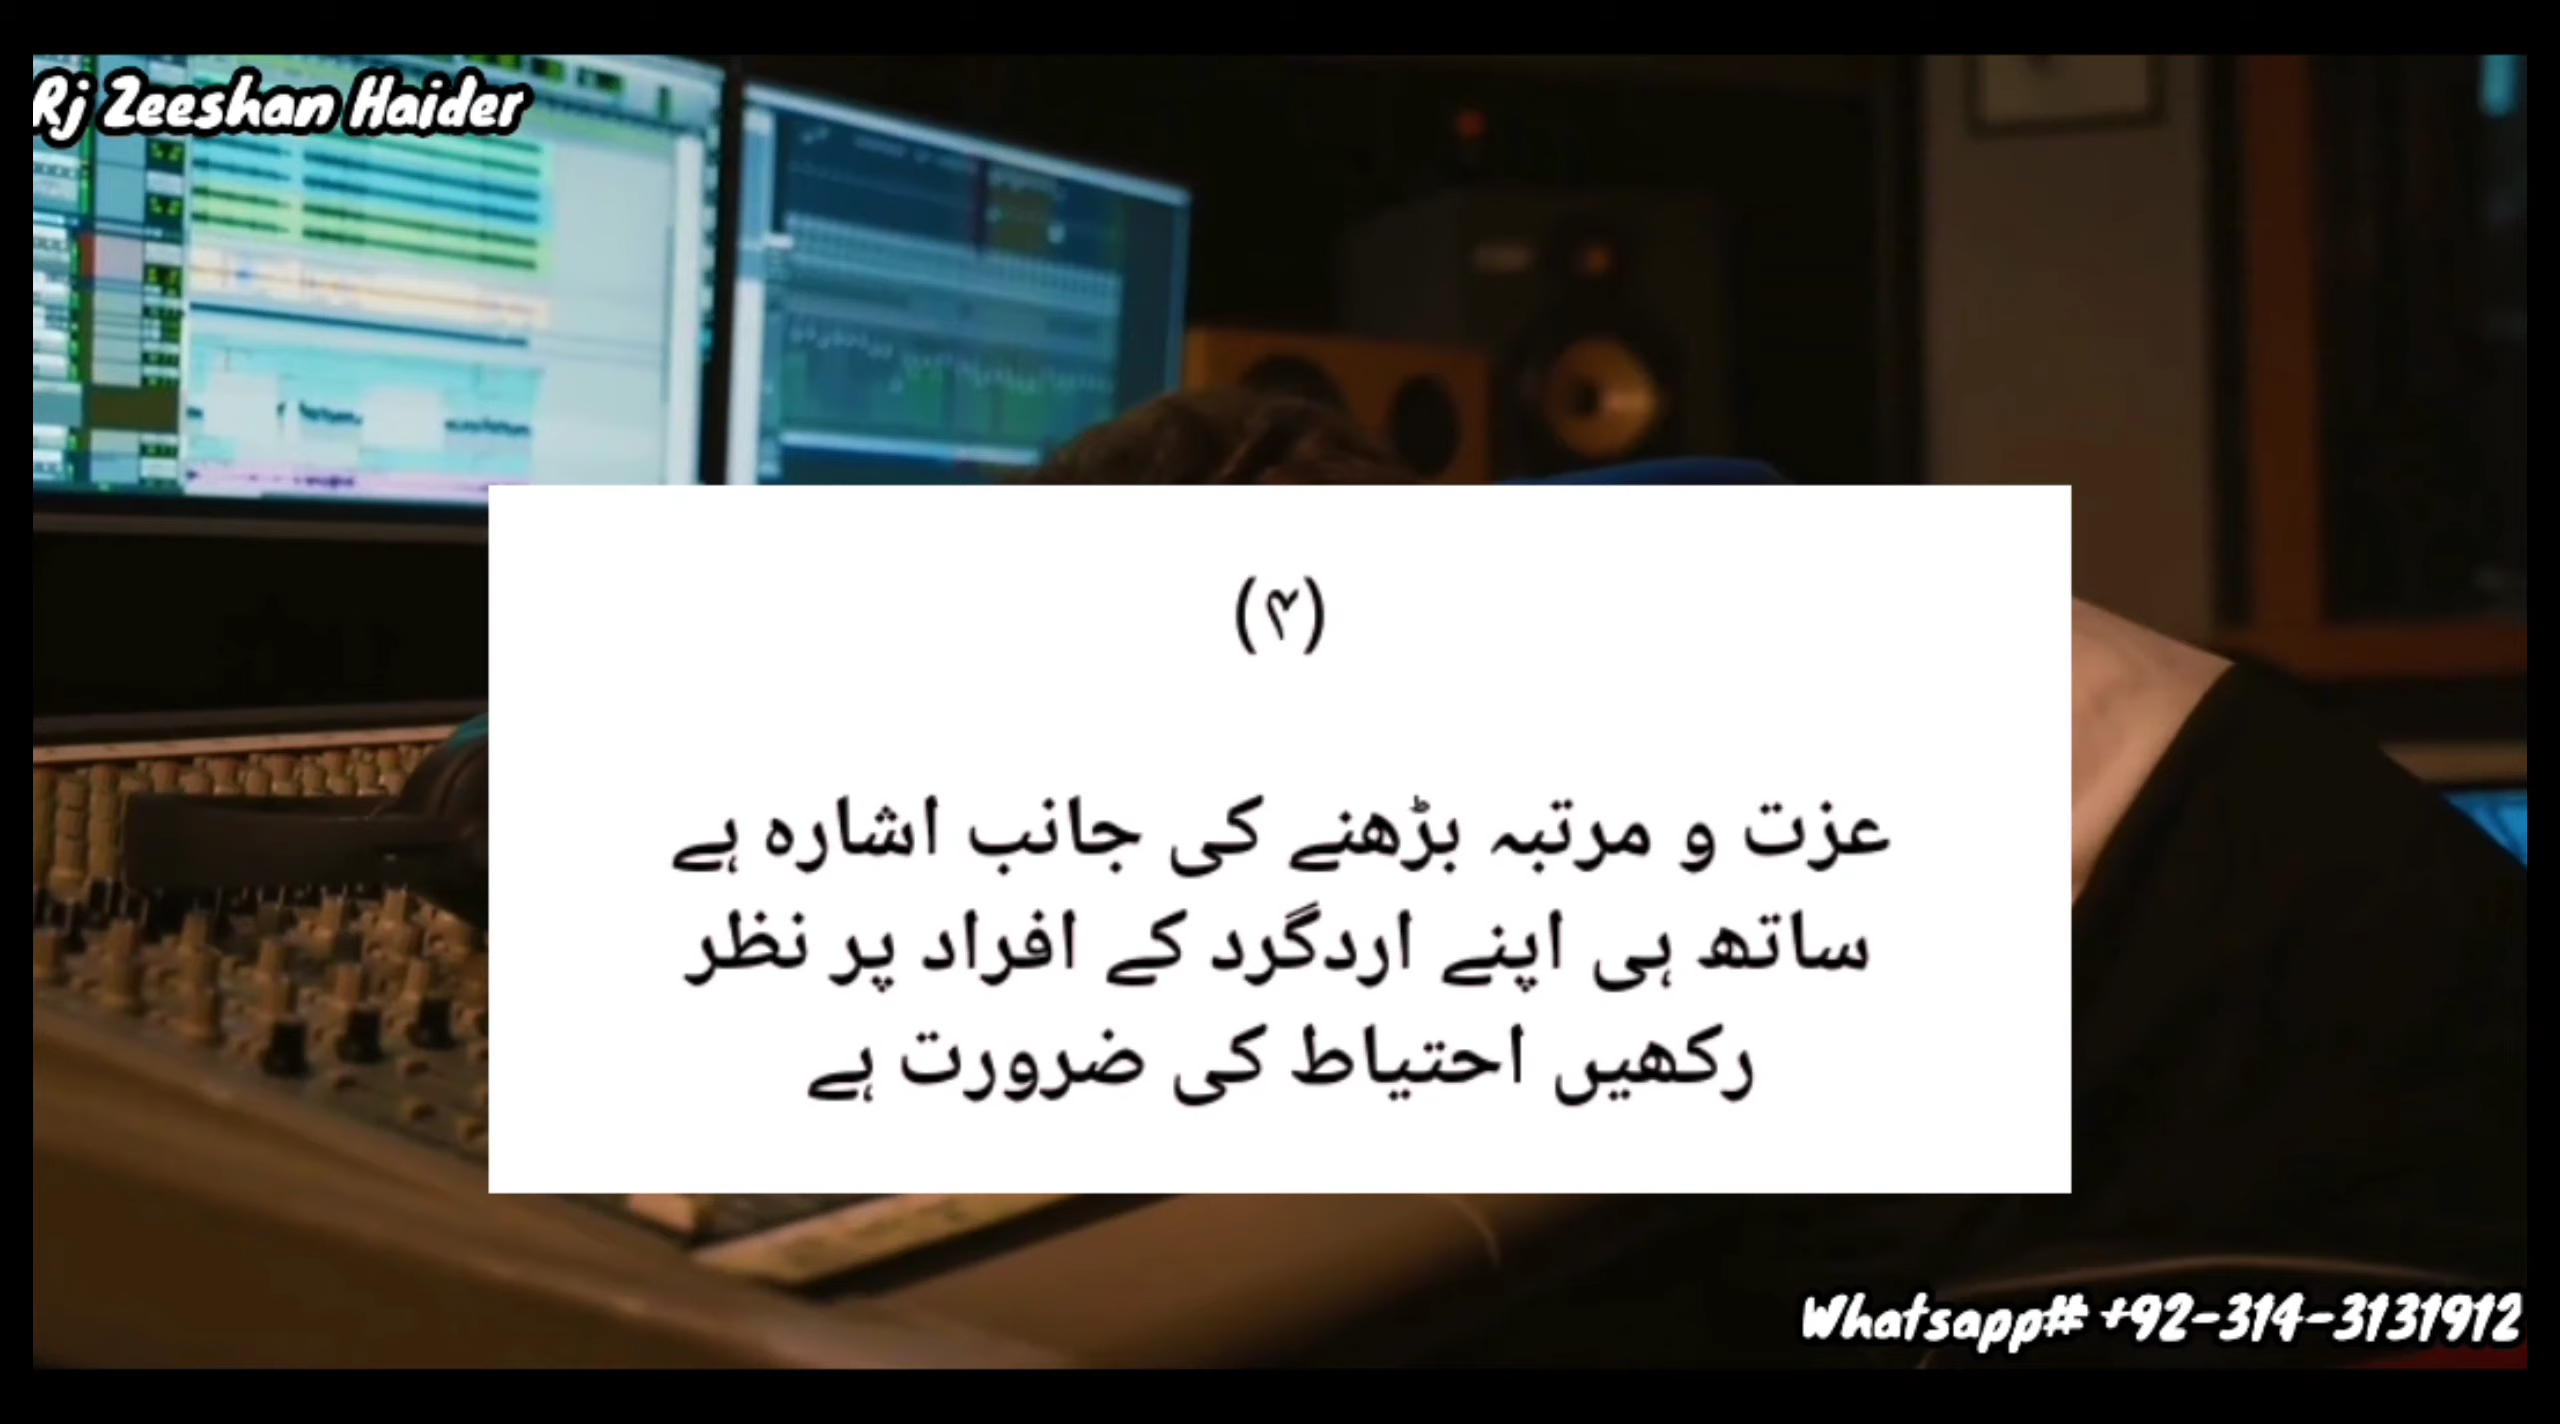 Rj Zeeshan Haider
(۴)
عزت و مرتبہ بڑھنے کی جانب اشارہ ہے
ساتھ ہی اپنے اردگرد کے افراد پر نظر
رکھیں احتیاط کی ضرورت ہے
Whatsapp# +92-314-3131912